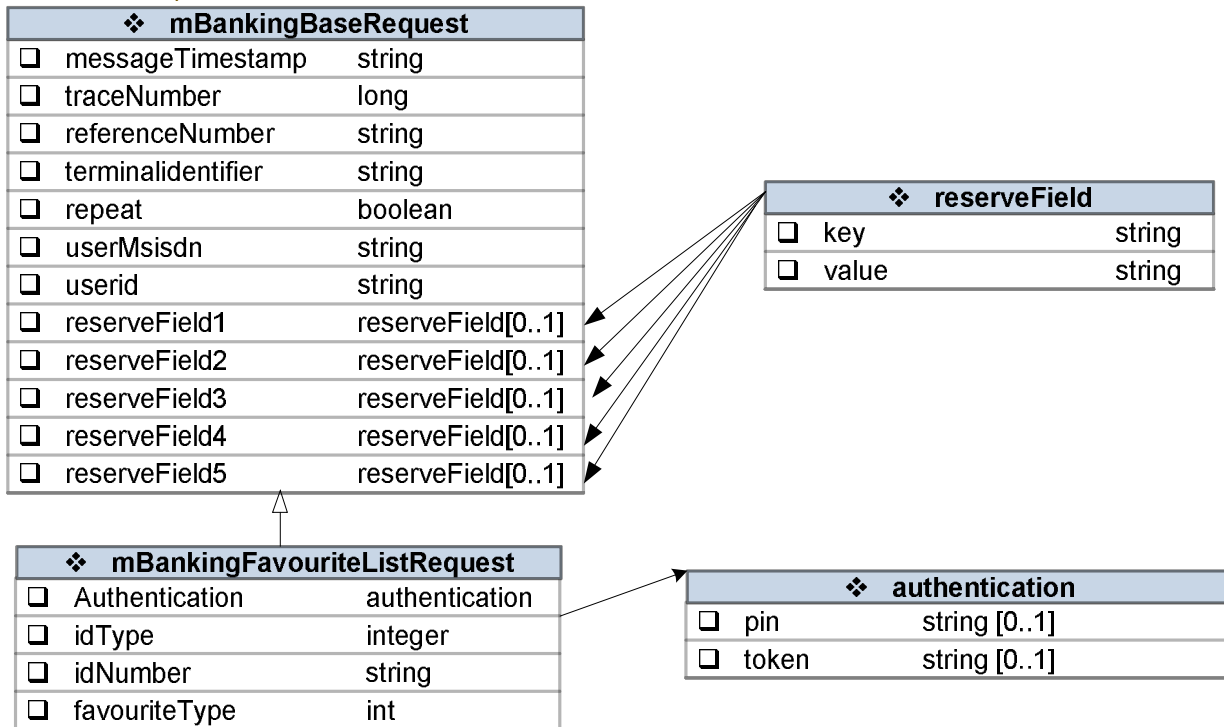 ❖ mBankingBaseRequest
❑ messageTimestamp string
❑ traceNumber long
❑ referenceNumber string
❑ terminalidentifier string
❑ repeat boolean
❑ userMsisdn string
❑ userid string
❑ reserveField1 reserveField[0..1]
❑ reserveField2 reserveField[0..1]
❑ reserveField3 reserveField[0..1]
❑ reserveField4 reserveField[0..1]
❑ reserveField5 reserveField[0..1]
❖ reserveField
❑ key string
❑ value string
❖ mBankingFavouriteListRequest
❑ Authentication authentication
❑ idType integer
❑ idNumber string
❑ favouriteType int
❖ authentication
❑ pin string [0..1]
❑ token string [0..1]